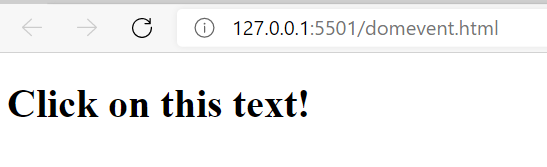 127.0.0.1:5501/domevent.html
Click on this text!